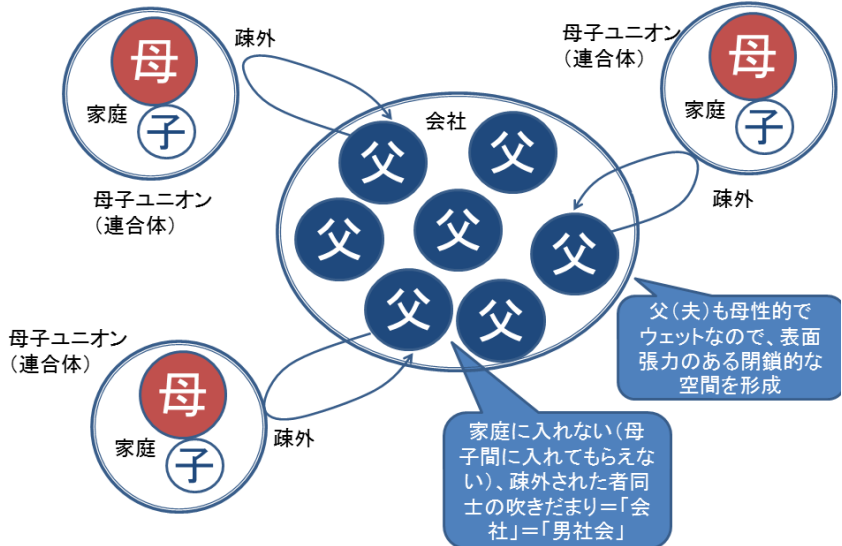 母
家庭
子
母子ユニオン
（連合体）
疎外
会社
父
父
父
父
父
父
父
母子ユニオン
（連合体）
母
家庭
子
疎外
母子ユニオン
（連合体）
母
家庭
子
疎外
父（夫）も母性的で
ウェットなので、表面
張力のある閉鎖的な
空間を形成
家庭に入れない（母
子間に入れてもらえな
い）、疎外された者同
士の吹きだまり＝「会
社」＝「男社会」